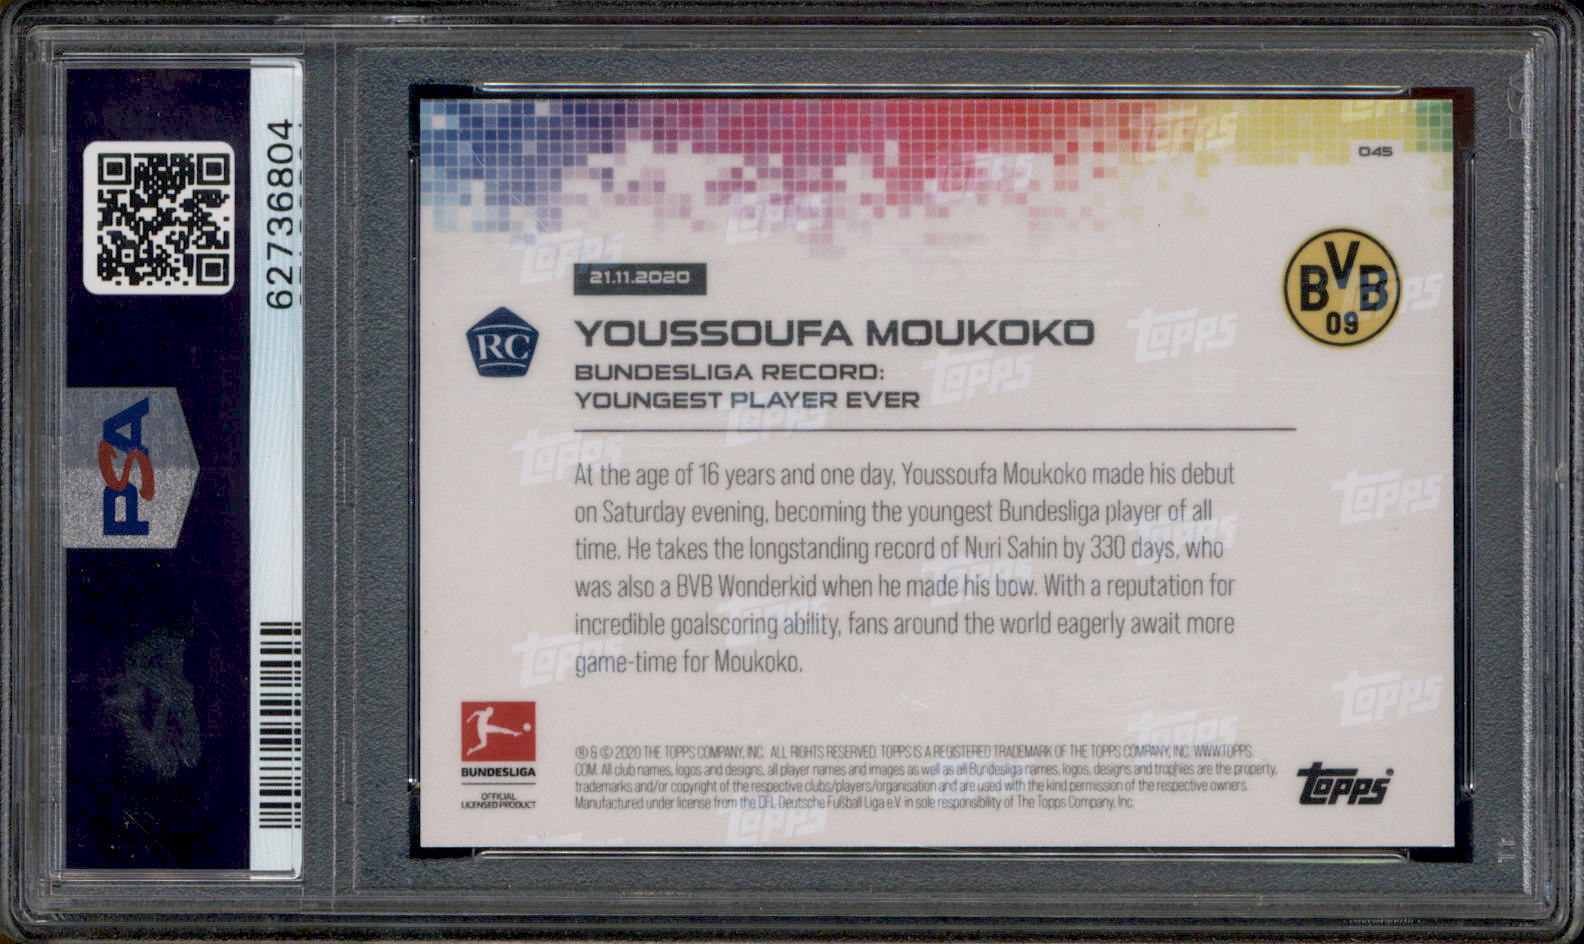 62736804
PSA
045
21.11.2020
BVB
09
RC
YOUSSOUFA MOUKOKO
BUNDESLIGA RECORD:
YOUNGEST PLAYER EVER
At the age of 16 years and one day, Youssoufa Moukoko made his debut
on Saturday evening, becoming the youngest Bundesliga player of all
time. He takes the longstanding record of Nuri Sahin by 330 days, who
was also a BVB Wonderkid when he made his bow. With a reputation for
incredible goalscoring ability, fans around the world eagerly await more
game-time for Moukoko.
BUNDESLIGA
OFFICIAL
LICENSED PRODUCT
® & © 2020 THE TOPPS COMPANY, INC. ALL RIGHTS RESERVED. TOPPS IS A REGISTERED TRADEMARK OF THE TOPPS COMPANY, INC. WWW.TOPPS.
COM. All club names, logos and designs, all player names and images as well as all Bundesliga names, logos, designs and trophies are the property,
trademarks and/or copyright of the respective clubs/players/organisation and are used with the kind permission of the respective owners.
Manufactured under license from the DFL Deutsche Fußball Liga e.V. in sole responsibility of The Topps Company, Inc.
Topps